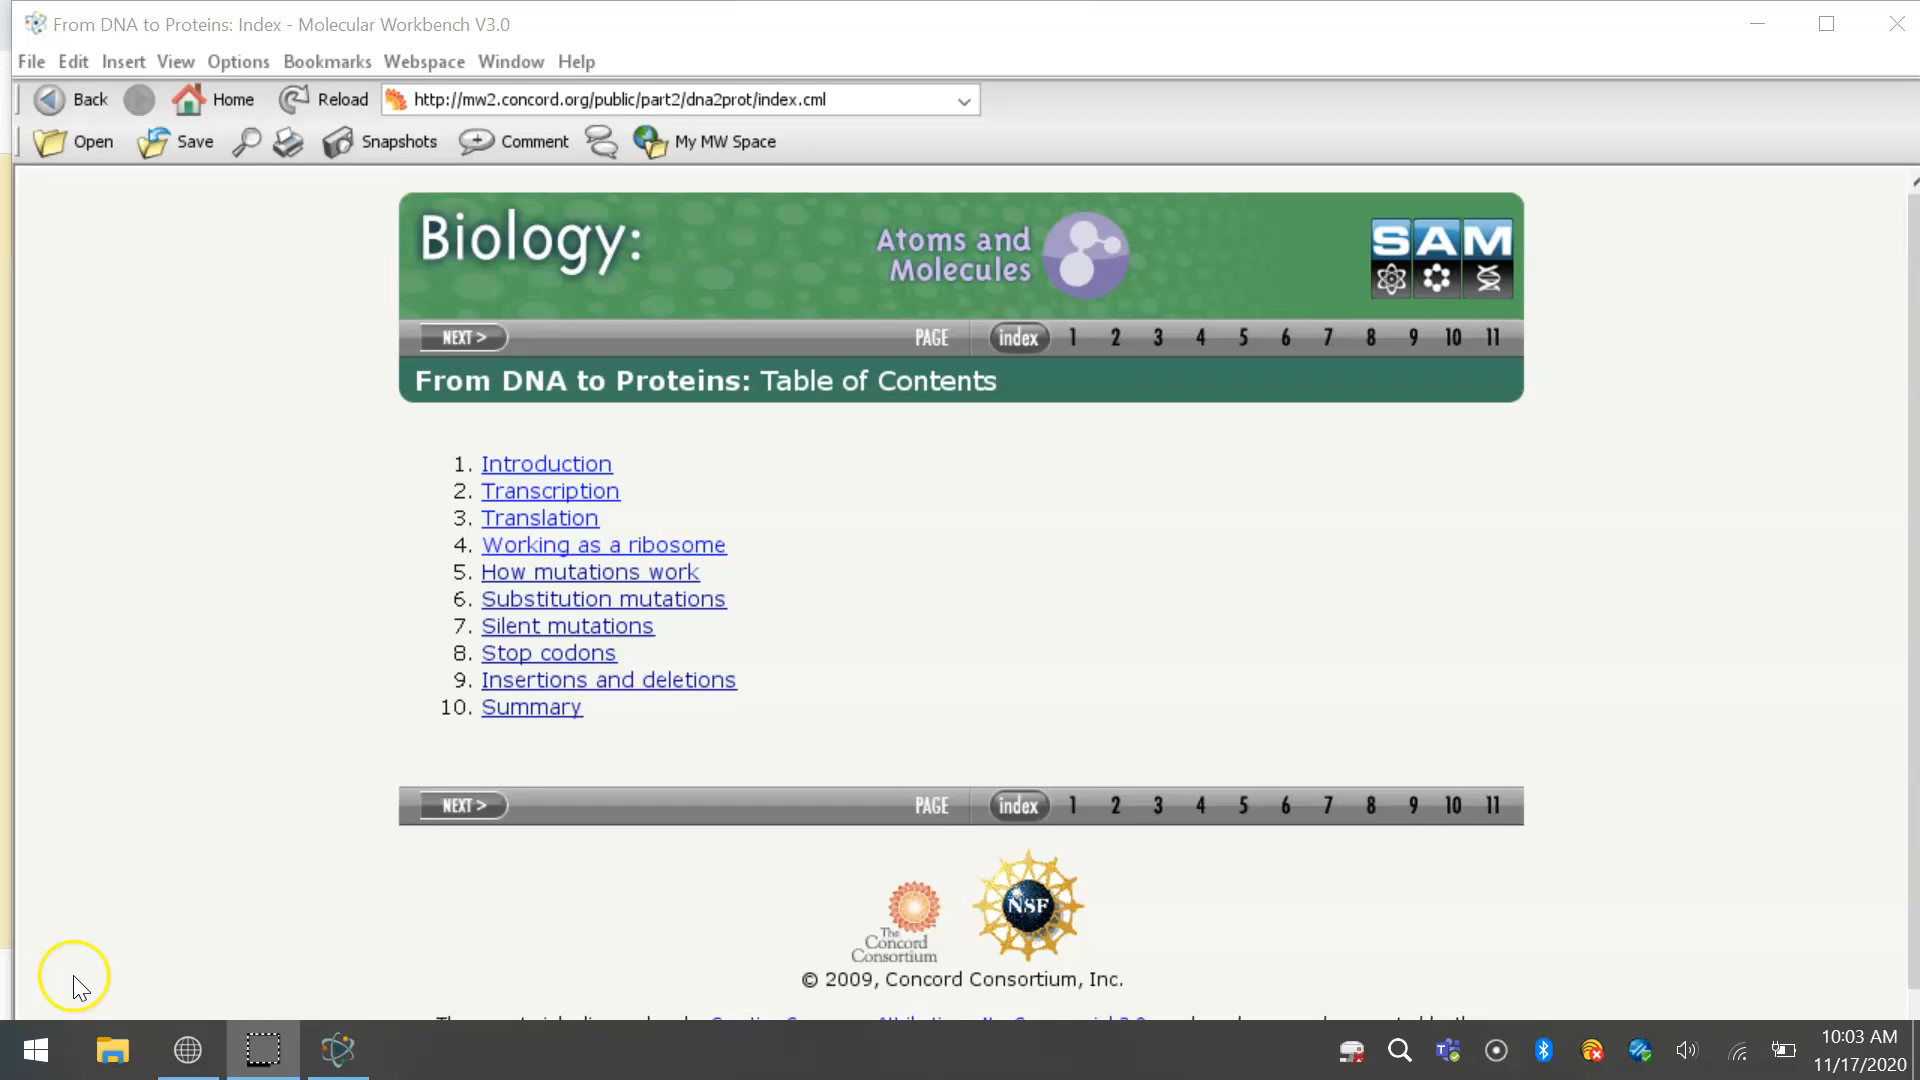 From DNA to Proteins: Index - Molecular Workbench V3.0
File Edit Insert View Options Bookmarks Webspace Window Help
Back Home Reload http://mw2.concord.org/public/part2/dna2prot/index.cml
Open Save Snapshots Comment My MW Space
Biology:
Atoms and
Molecules
SAM
NEXT > PAGE index 1 2 3 4 5 6 7 8 9 10 11
From DNA to Proteins: Table of Contents
1. Introduction
2. Transcription
3. Translation
4. Working as a ribosome
5. How mutations work
6. Substitution mutations
7. Silent mutations
8. Stop codons
9. Insertions and deletions
10. Summary
NEXT > PAGE index 1 2 3 4 5 6 7 8 9 10 11
The
Concord
Consortium
NSF
© 2009, Concord Consortium, Inc.
10:03 AM
11/17/2020